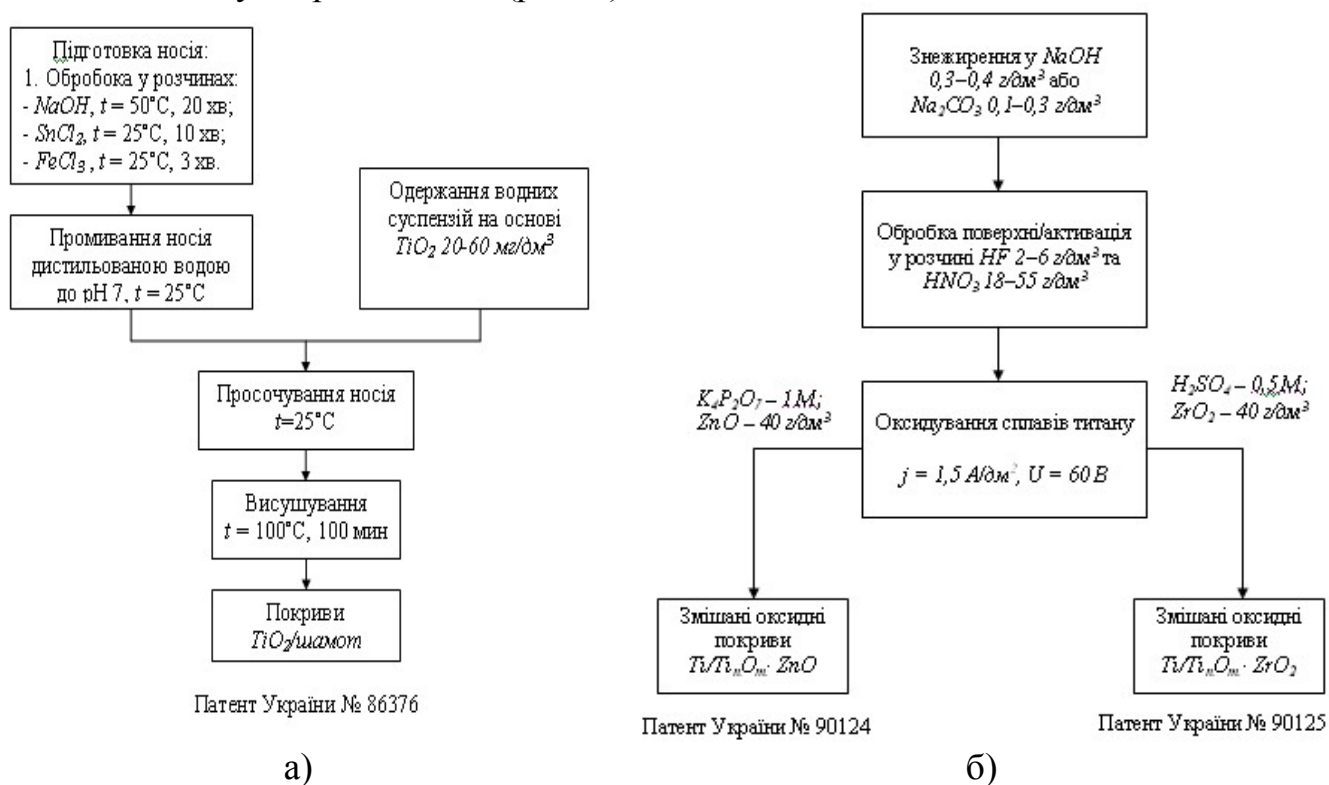 Підготовка носія:
1. Обробока у розчинах:
- NaOH, t = 50°C, 20 хв;
- SnCl₂, t = 25°C, 10 хв;
- FeCl₃, t = 25°C, 3 хв.
Промивання носія
дистильованою водою
до pH 7, t = 25°C
Одержання водних
суспензій на основі
TiO₂ 20-60 мг/дм³
Просочування носія
t=25°C
Висушування
t = 100°C, 100 мин
Покриви
TiO₂/шамот
Патент України № 86376
а)
Знежирення у NaOH
0,3–0,4 г/дм³ або
Na₂CO₃ 0,1–0,3 г/дм³
Обробка поверхні/активація
у розчині HF 2–6 г/дм³ та
HNO₃ 18–55 г/дм³
K₄P₂O₇ – 1M;
ZnO – 40 г/дм³
H₂SO₄ – 0,5M;
ZrO₂ – 40 г/дм³
Оксидування сплавів титану
j = 1,5 А/дм², U = 60 В
Змішані оксидні
покриви
Ti/TiₙOₘ· ZnO
Патент України № 90124
Змішані оксидні
покриви
Ti/TiₙOₘ · ZrO₂
Патент України № 90125
б)